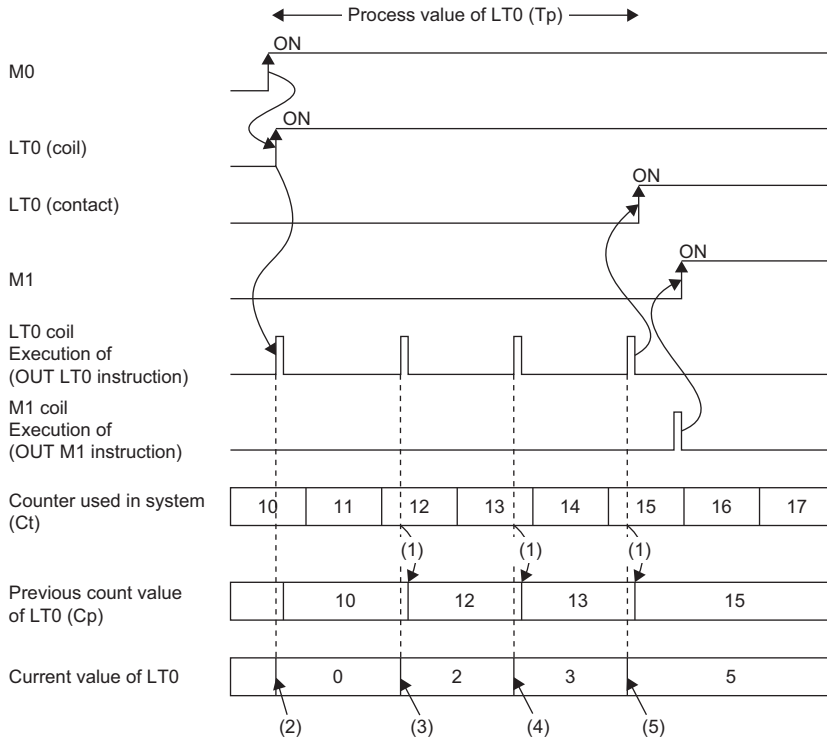 Process value of LT0 (Tp)
ON
M0
ON
LT0 (coil)
ON
LT0 (contact)
ON
M1
LT0 coil
Execution of
(OUT LT0 instruction)
M1 coil
Execution of
(OUT M1 instruction)
Counter used in system
(Ct)
10 11 12 13 14 15 16 17
(1) (1) (1)
Previous count value
of LT0 (Cp)
10 12 13 15
Current value of LT0
0 2 3 5
(2) (3) (4) (5)